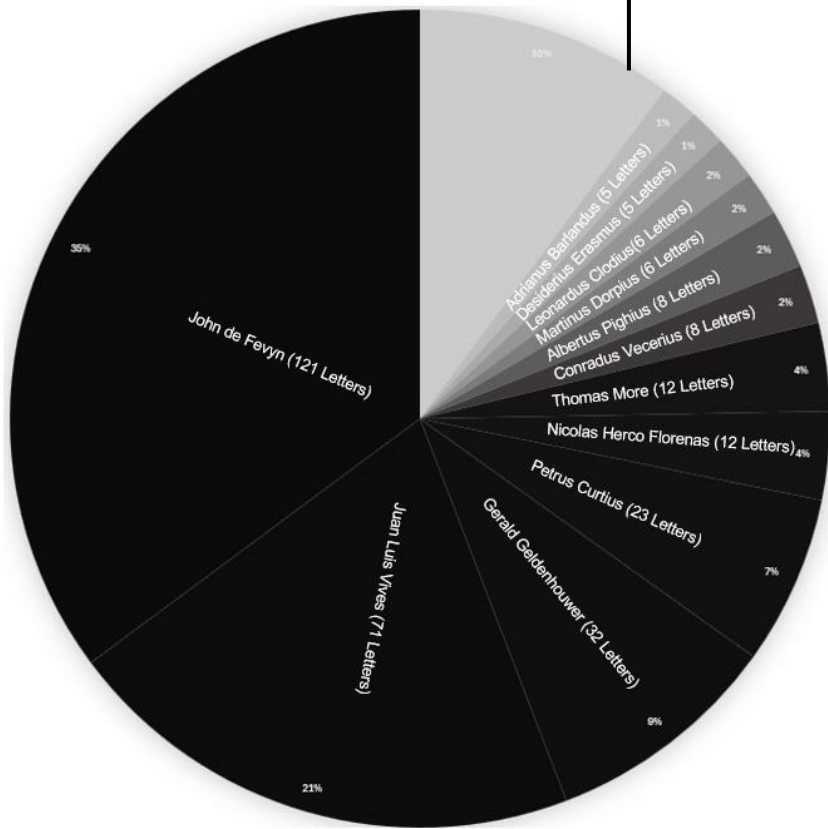 10%
Adrianus Barlandus (5 Letters)
1%
Desiderius Erasmus (5 Letters)
1%
Leonardus Clodius(6 Letters)
2%
Martinus Dorpius (6 Letters)
2%
Albertus Pighius (8 Letters)
2%
Conradus Vecerius (8 Letters)
2%
Thomas More (12 Letters)
4%
Nicolas Herco Florenas (12 Letters)
4%
Petrus Curtius (23 Letters)
7%
Gerald Geldenhouwer (32 Letters)
9%
Juan Luis Vives (71 Letters)
21%
John de Fevyn (121 Letters)
35%